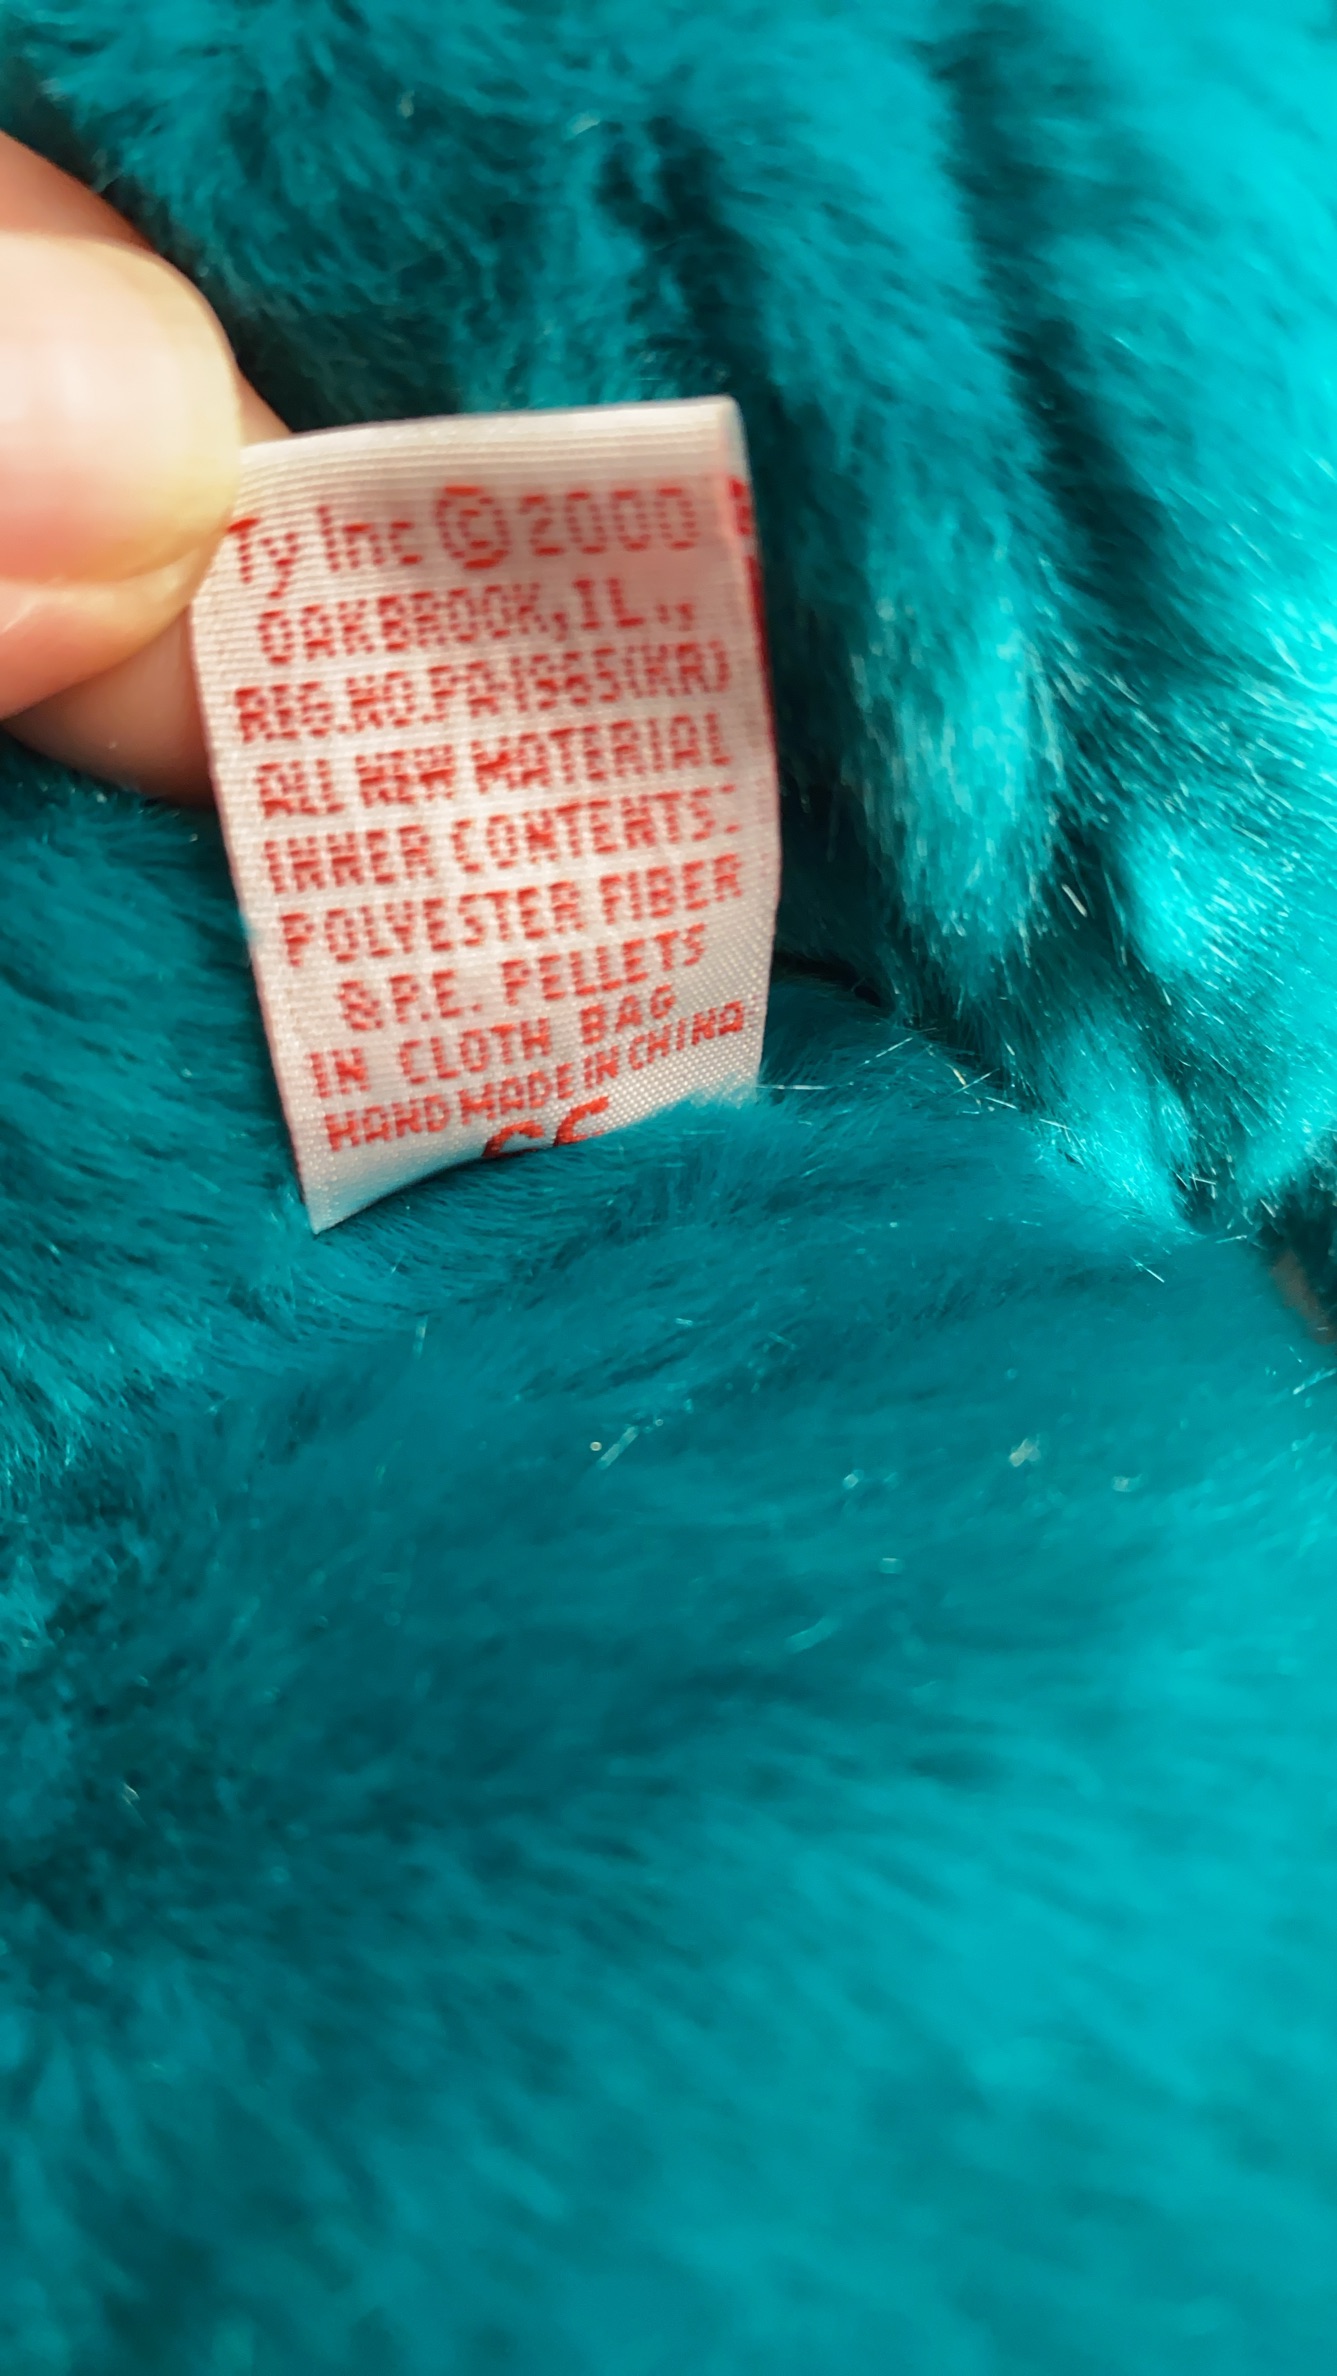 Ty Inc © 2000
OAKBROOK, IL
REG.NO.PA-1965(KR)
ALL NEW MATERIAL
INNER CONTENTS:
POLYESTER FIBER
& P.E. PELLETS
IN CLOTH BAG
HAND MADE IN CHINA
CE